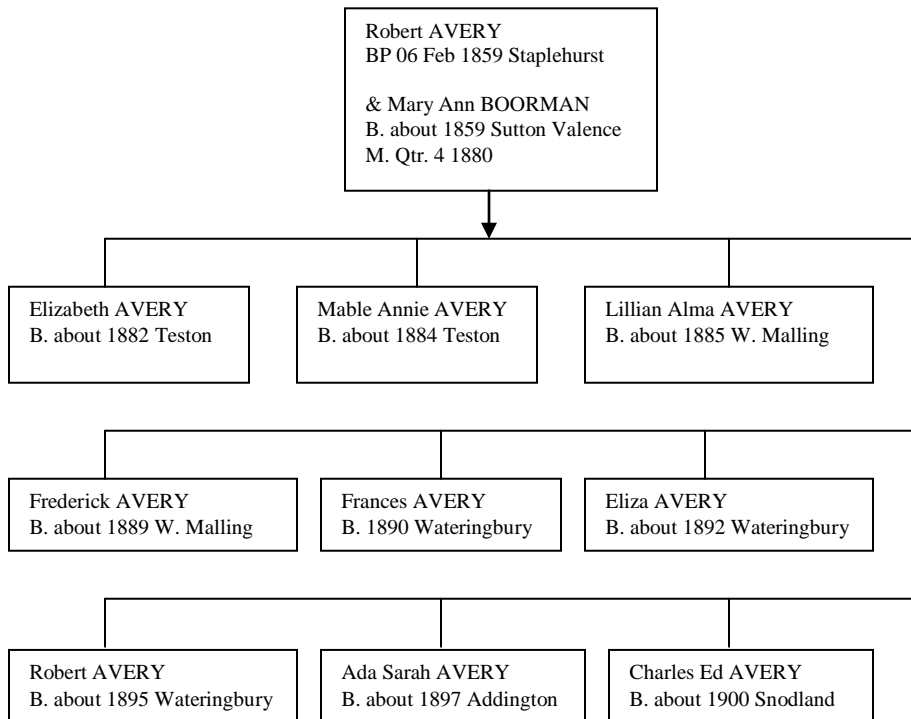 Robert AVERY
BP 06 Feb 1859 Staplehurst
& Mary Ann BOORMAN
B. about 1859 Sutton Valence
M. Qtr. 4 1880
Elizabeth AVERY
B. about 1882 Teston
Mable Annie AVERY
B. about 1884 Teston
Lillian Alma AVERY
B. about 1885 W. Malling
Frederick AVERY
B. about 1889 W. Malling
Frances AVERY
B. 1890 Wateringbury
Eliza AVERY
B. about 1892 Wateringbury
Robert AVERY
B. about 1895 Wateringbury
Ada Sarah AVERY
B. about 1897 Addington
Charles Ed AVERY
B. about 1900 Snodland